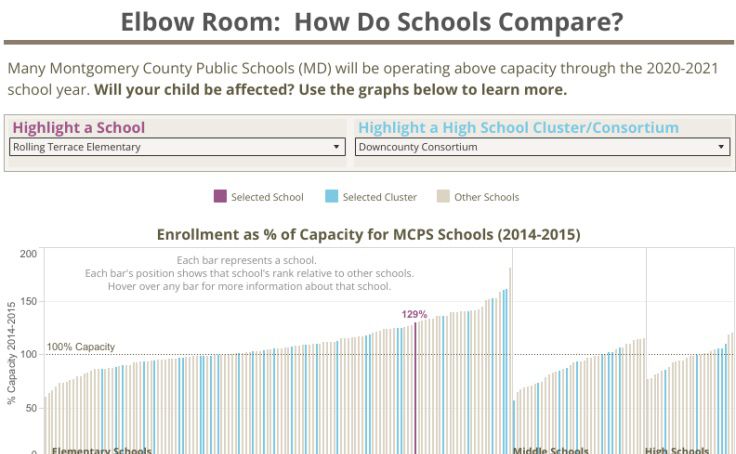 Elbow Room: How Do Schools Compare?
Many Montgomery County Public Schools (MD) will be operating above capacity through the 2020-2021
school year. Will your child be affected? Use the graphs below to learn more.
Highlight a School
Highlight a High School Cluster/Consortium
Rolling Terrace Elementary
Downcounty Consortium
Selected School
Selected Cluster
Other Schools
Enrollment as % of Capacity for MCPS Schools (2014-2015)
Each bar represents a school.
Each bar's position shows that school's rank relative to other schools.
Hover over any bar for more information about that school.
% Capacity 2014-2015
200
150
100
50
0
129%
100% Capacity
Elementary Schools
Middle Schools
High Schools